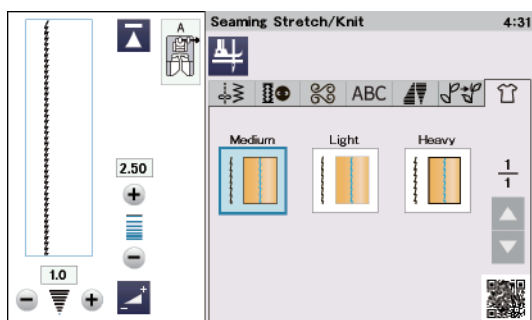 A
Seaming Stretch/Knit 4:31
ABC
Medium Light Heavy
2.50
1
1
1.0